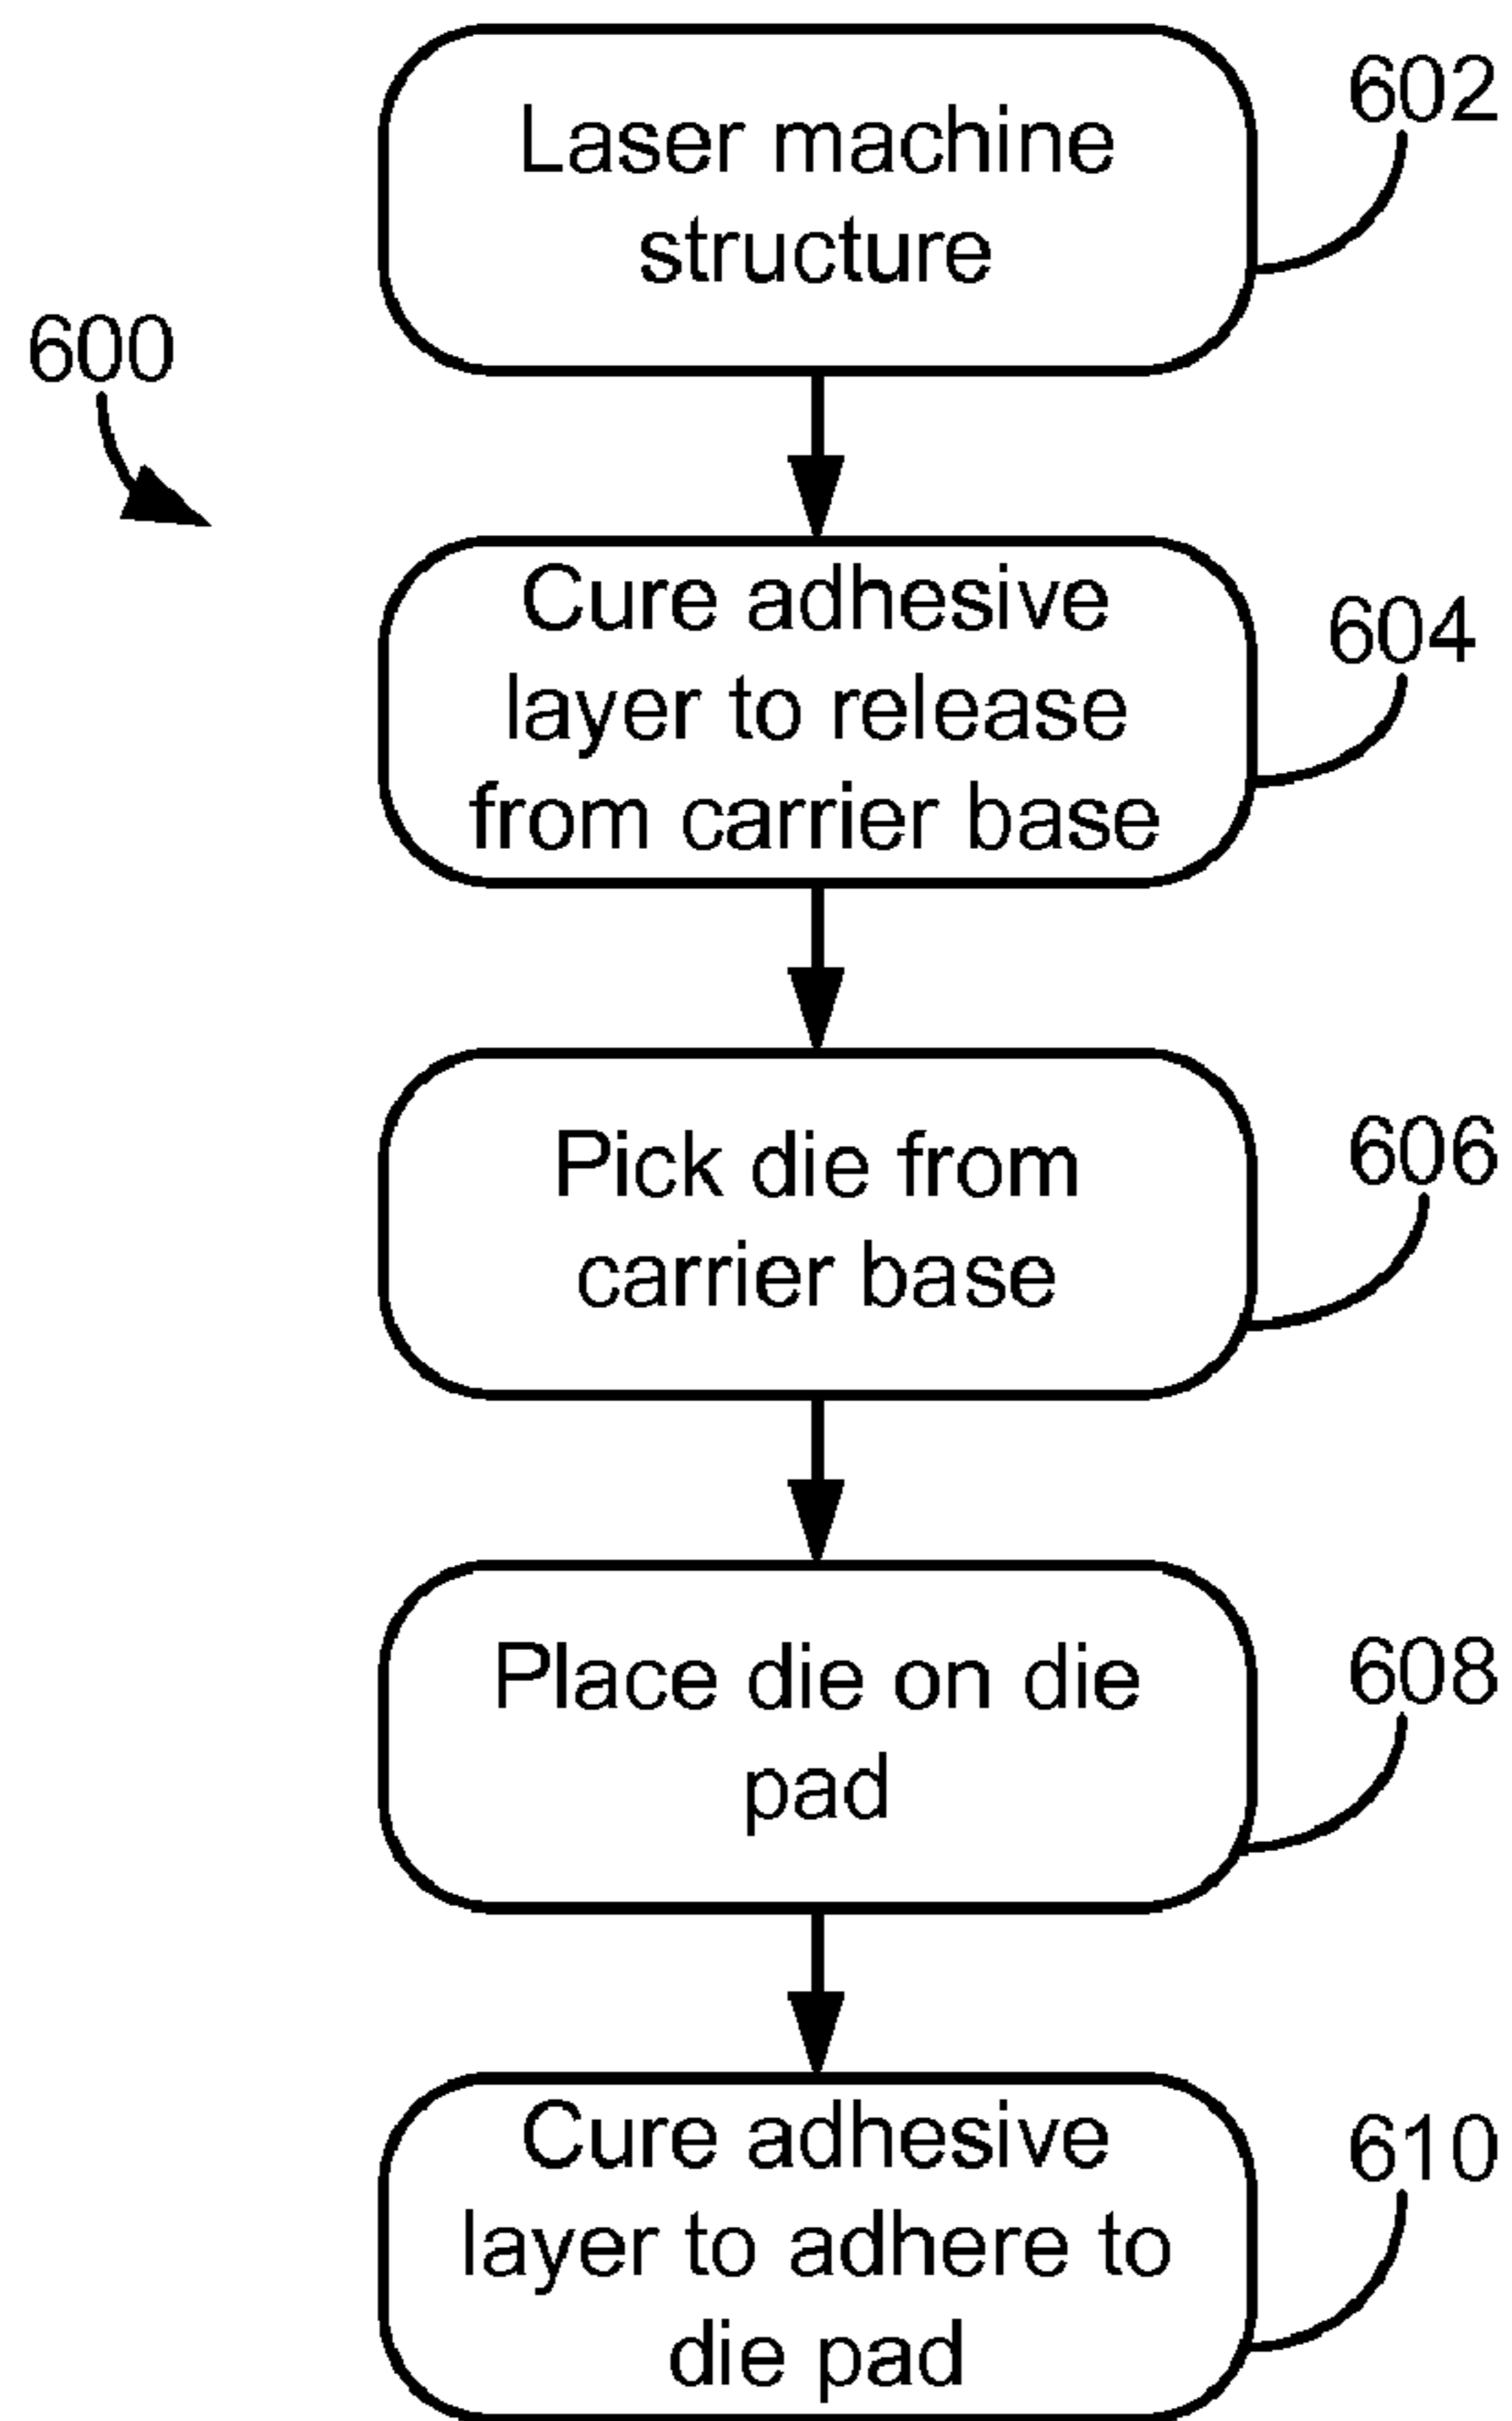 Laser machine
structure
602
600
Cure adhesive
layer to release
from carrier base
604
Pick die from
carrier base
606
Place die on die
pad
608
Cure adhesive
layer to adhere to
die pad
610